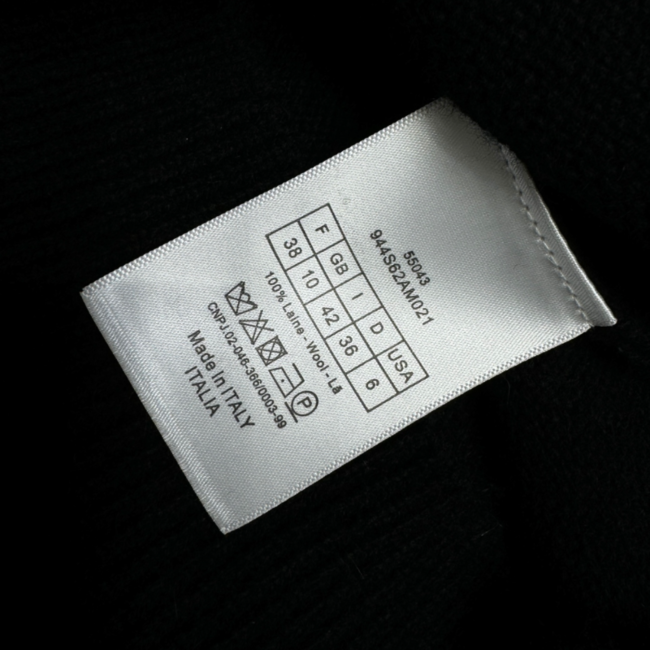 55043
944S62AM021
F GB I D USA
38 10 42 36 6
100% Laine - Wool - Lã
P
CNPJ.02-046-366/0003-99
Made in ITALY
ITALIA